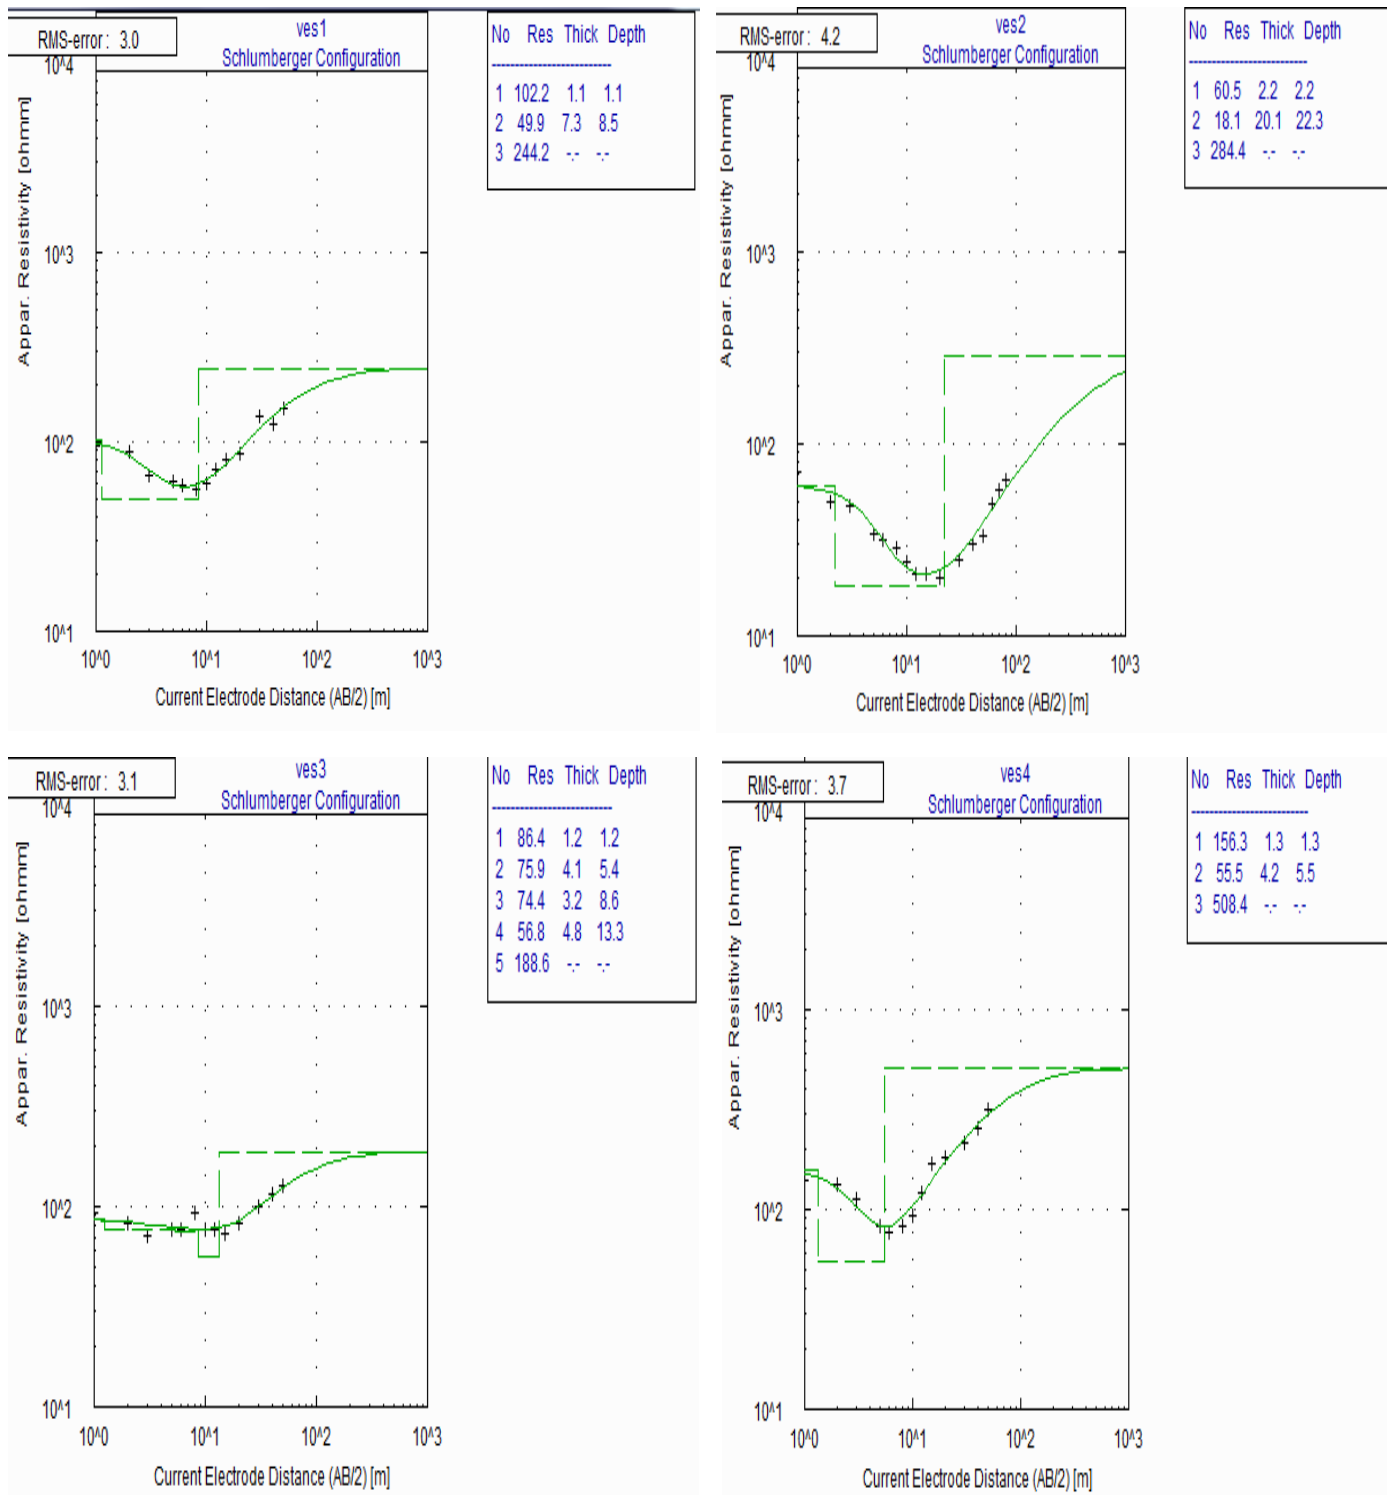 RMS-error : 3.0
ves1
Schlumberger Configuration
No Res Thick Depth
---------------------------
1 102.2 1.1 1.1
2 49.9 7.3 8.5
3 244.2 -.- -.-
Appar. Resistivity [ohmm]
10^4
10^3
10^2
10^1
10^0 10^1 10^2 10^3
Current Electrode Distance (AB/2) [m]
RMS-error : 4.2
ves2
Schlumberger Configuration
No Res Thick Depth
---------------------------
1 60.5 2.2 2.2
2 18.1 20.1 22.3
3 284.4 -.- -.-
Appar. Resistivity [ohmm]
10^4
10^3
10^2
10^1
10^0 10^1 10^2 10^3
Current Electrode Distance (AB/2) [m]
RMS-error : 3.1
ves3
Schlumberger Configuration
No Res Thick Depth
---------------------------
1 86.4 1.2 1.2
2 75.9 4.1 5.4
3 74.4 3.2 8.6
4 56.8 4.8 13.3
5 188.6 -.- -.-
Appar. Resistivity [ohmm]
10^4
10^3
10^2
10^1
10^0 10^1 10^2 10^3
Current Electrode Distance (AB/2) [m]
RMS-error : 3.7
ves4
Schlumberger Configuration
No Res Thick Depth
---------------------------
1 156.3 1.3 1.3
2 55.5 4.2 5.5
3 508.4 -.- -.-
Appar. Resistivity [ohmm]
10^4
10^3
10^2
10^1
10^0 10^1 10^2 10^3
Current Electrode Distance (AB/2) [m]